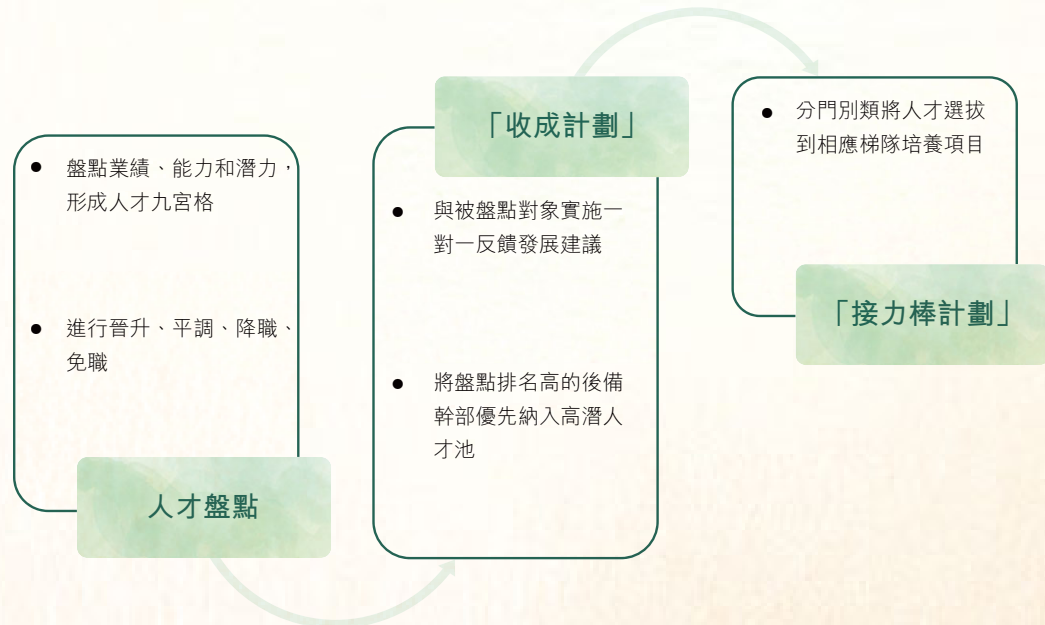 盤點業績、能力和潛力，
形成人才九宮格
進行晉升、平調、降職、
免職
人才盤點
「收成計劃」
與被盤點對象實施一
對一反饋發展建議
將盤點排名高的後備
幹部優先納入高潛人
才池
分門別類將人才選拔
到相應梯隊培養項目
「接力棒計劃」